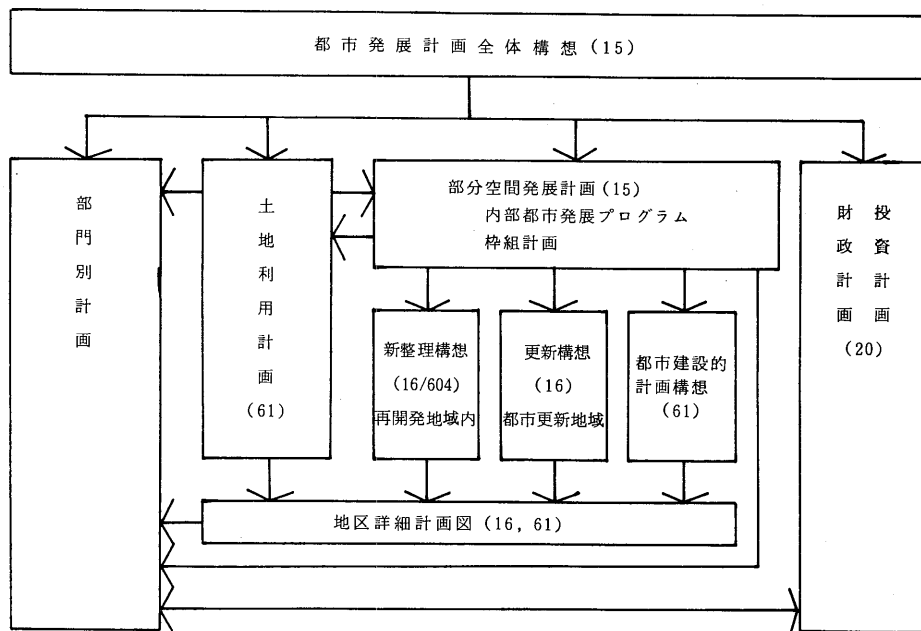 都市発展計画全体構想(15)
部門別計画
土地利用計画
(61)
部分空間発展計画(15)
内部都市発展プログラム
枠組計画
投資計画
財政計画
(20)
新整理構想
(16/604)
再開発地域内
更新構想
(16)
都市更新地域
都市建設的
計画構想
(61)
地区詳細計画図(16, 61)